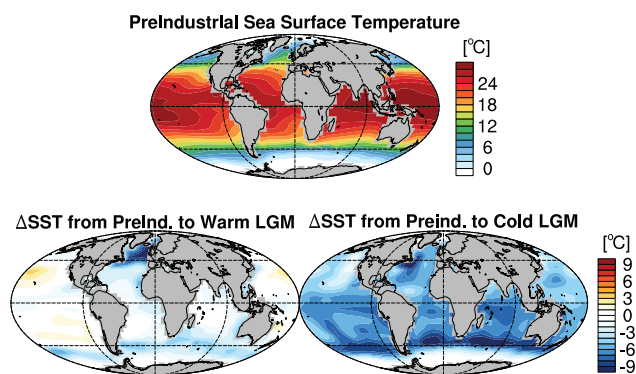 PreIndustrial Sea Surface Temperature
[°C]
24
18
12
6
0
ΔSST from PreInd. to Warm LGM
ΔSST from Preind. to Cold LGM
[°C]
9
6
3
0
-3
-6
-9